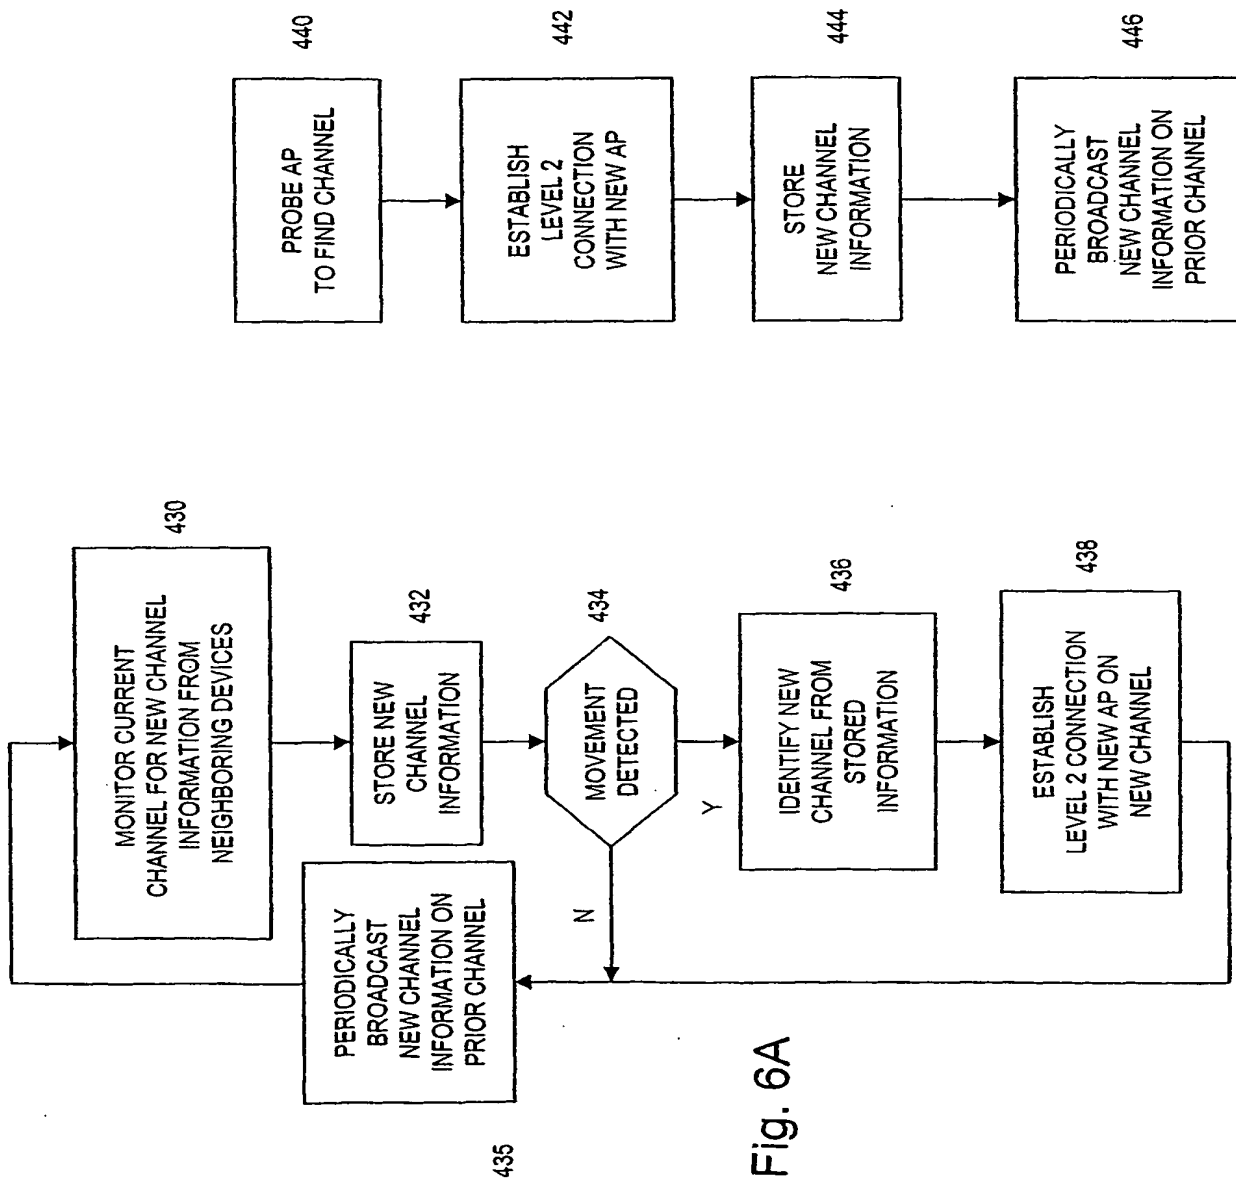 MONITOR CURRENT
CHANNEL FOR NEW CHANNEL
INFORMATION FROM
NEIGHBORING DEVICES
430
STORE NEW
CHANNEL
INFORMATION
432
MOVEMENT
DETECTED
434
N
Y
PERIODICALLY
BROADCAST
NEW CHANNEL
INFORMATION ON
PRIOR CHANNEL
435
IDENTIFY NEW
CHANNEL FROM
STORED
INFORMATION
436
ESTABLISH
LEVEL 2 CONNECTION
WITH NEW AP ON
NEW CHANNEL
438
Fig. 6A
PROBE AP
TO FIND CHANNEL
440
ESTABLISH
LEVEL 2
CONNECTION
WITH NEW AP
442
STORE
NEW CHANNEL
INFORMATION
444
PERIODICALLY
BROADCAST
NEW CHANNEL
INFORMATION ON
PRIOR CHANNEL
446